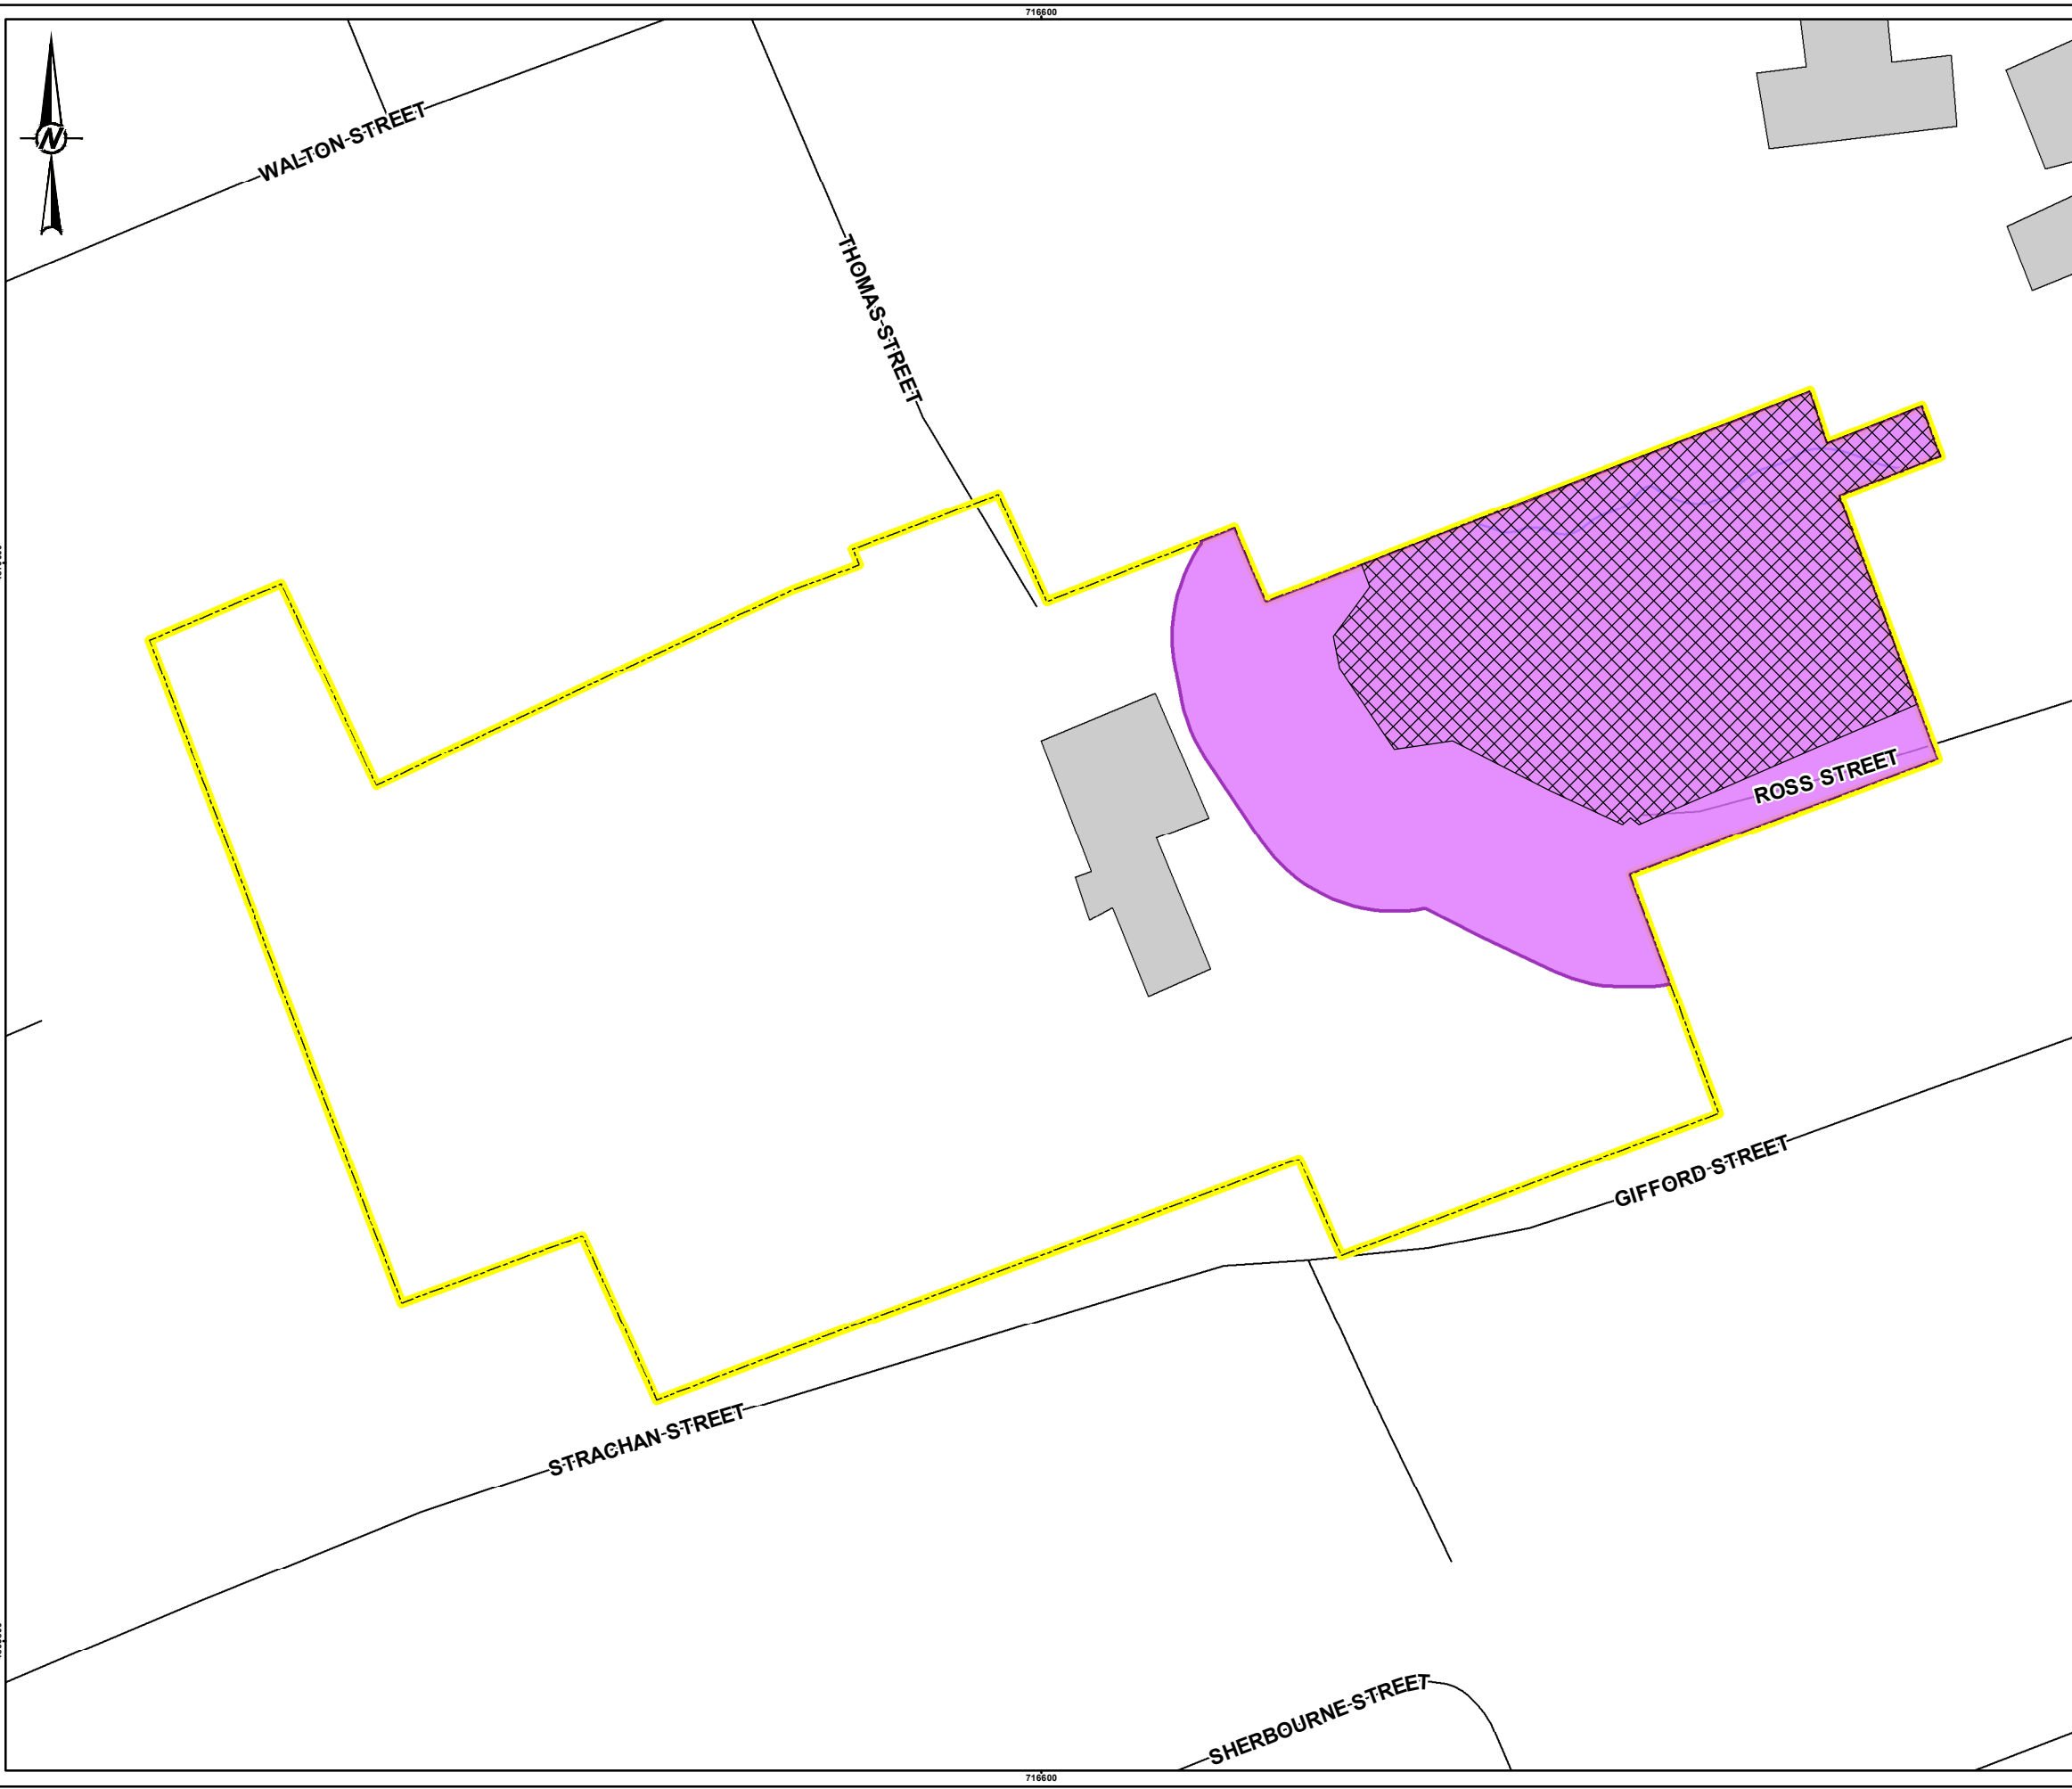 716600
N
WALTON STREET
THOMAS STREET
ROSS STREET
GIFFORD STREET
STRACHAN STREET
SHERBOURNE STREET
716600